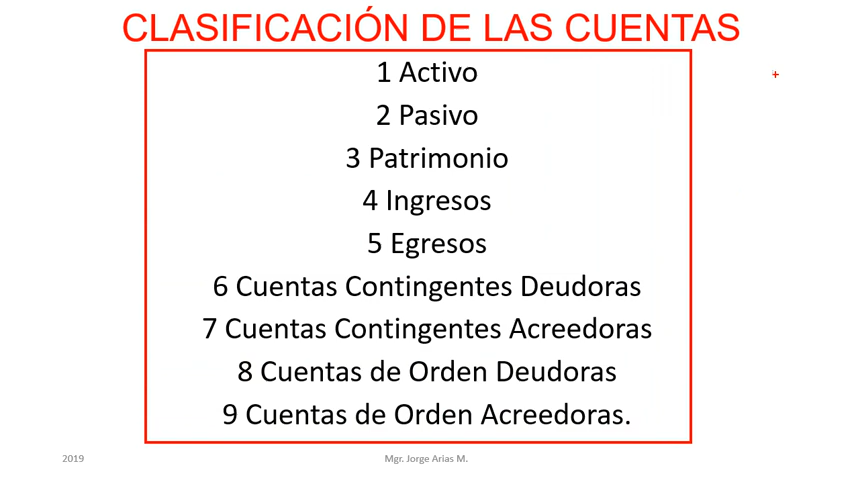 CLASIFICACIÓN DE LAS CUENTAS
1 Activo
2 Pasivo
3 Patrimonio
4 Ingresos
5 Egresos
6 Cuentas Contingentes Deudoras
7 Cuentas Contingentes Acreedoras
8 Cuentas de Orden Deudoras
9 Cuentas de Orden Acreedoras.
2019
Mgr. Jorge Arias M.